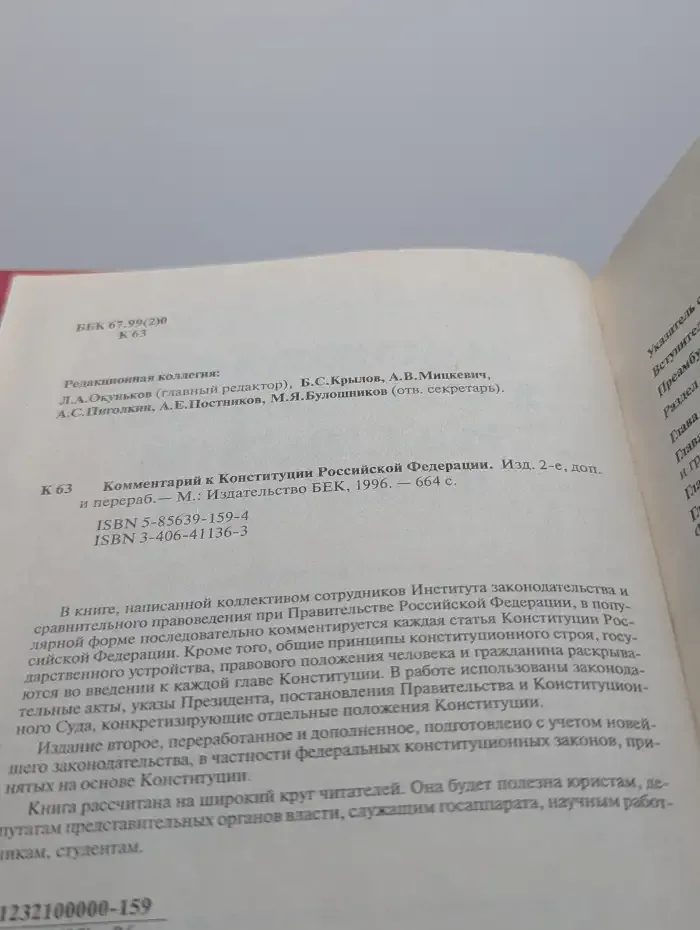 ББК 67.99(2)0
К 63
Редакционная коллегия:
Л.А.Окуньков (главный редактор), Б.С.Крылов, А.В.Мицкевич,
А.С.Пиголкин, А.Е.Постников, М.Я.Булошников (отв. секретарь).
К 63 Комментарий к Конституции Российской Федерации. Изд. 2-е, доп.
и перераб.— М.: Издательство БЕК, 1996. — 664 с.
ISBN 5-85639-159-4
ISBN 3-406-41136-3
В книге, написанной коллективом сотрудников Института законодательства и
сравнительного правоведения при Правительстве Российской Федерации, в попу-
лярной форме последовательно комментируется каждая статья Конституции Рос-
сийской Федерации. Кроме того, общие принципы конституционного строя, госу-
дарственного устройства, правового положения человека и гражданина раскрыва-
ются во введении к каждой главе Конституции. В работе использованы законода-
тельные акты, указы Президента, постановления Правительства и Конституцион-
ного Суда, конкретизирующие отдельные положения Конституции.
Издание второе, переработанное и дополненное, подготовлено с учетом новей-
шего законодательства, в частности федеральных конституционных законов, при-
нятых на основе Конституции.
Книга рассчитана на широкий круг читателей. Она будет полезна юристам, де-
путатам представительных органов власти, служащим госаппарата, научным работ-
никам, студентам.
1232100000-159
Указатель
Раздел
Глава